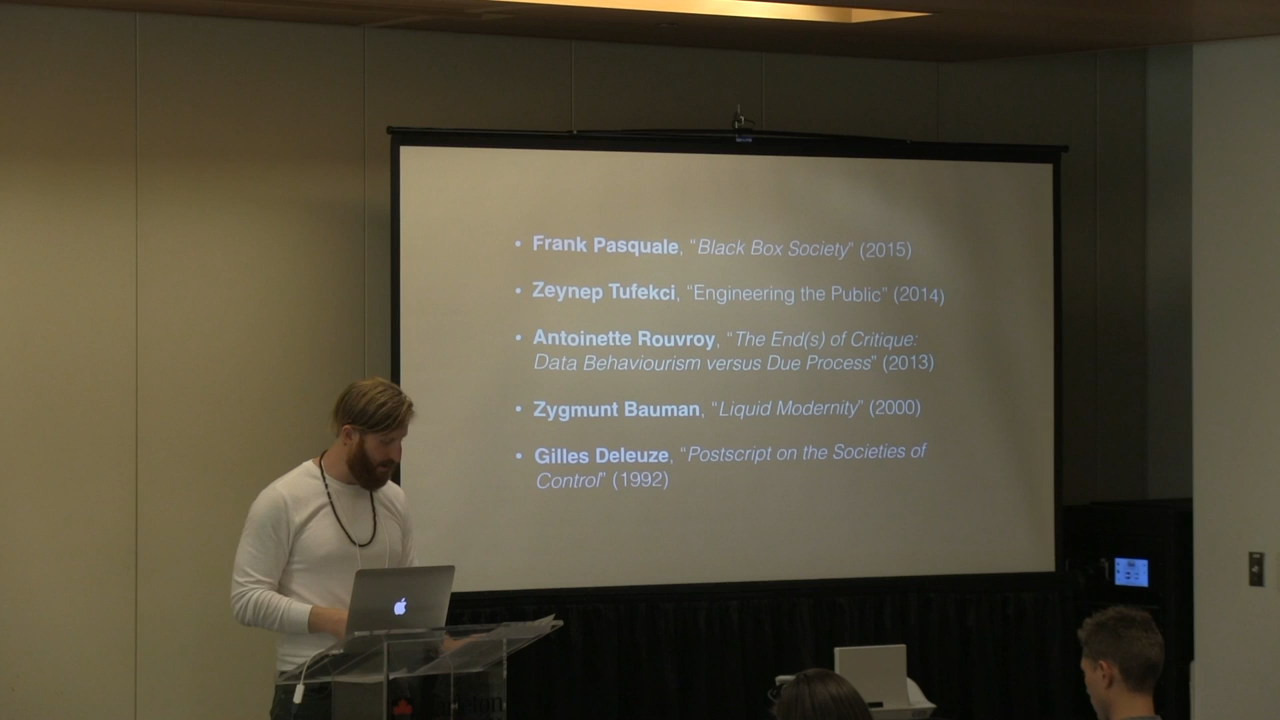 • Frank Pasquale, “Black Box Society” (2015)
• Zeynep Tufekci, “Engineering the Public” (2014)
• Antoinette Rouvroy, “The End(s) of Critique:
Data Behaviourism versus Due Process” (2013)
• Zygmunt Bauman, “Liquid Modernity” (2000)
• Gilles Deleuze, “Postscript on the Societies of
Control” (1992)